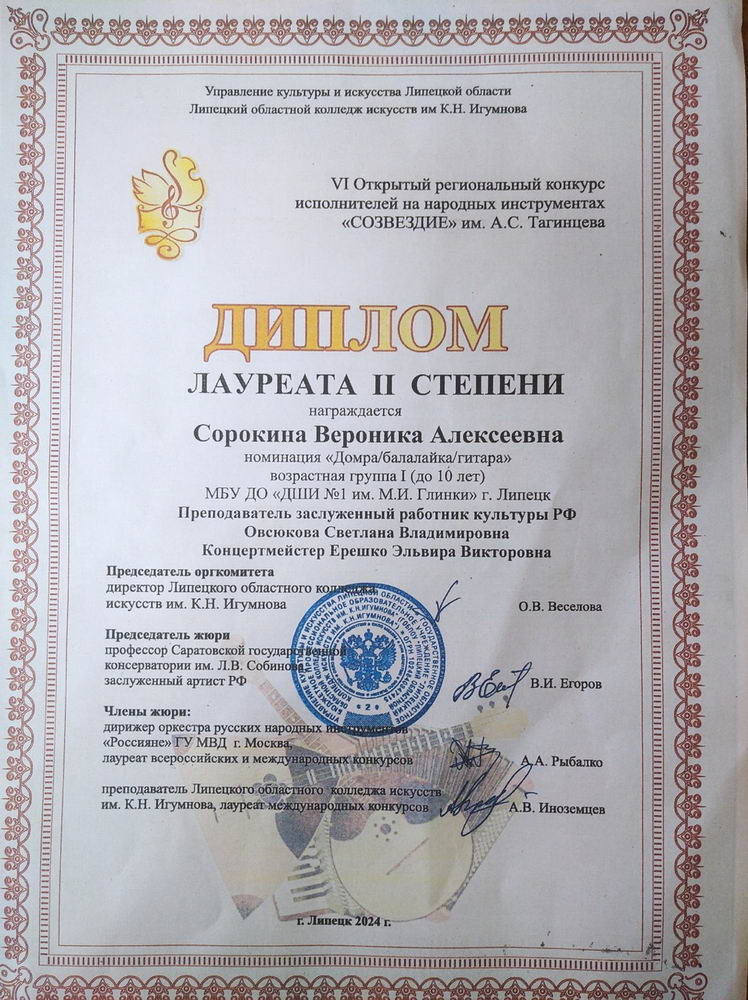 Управление культуры и искусства Липецкой области
Липецкий областной колледж искусств им К.Н. Игумнова
VI Открытый региональный конкурс
исполнителей на народных инструментах
«СОЗВЕЗДИЕ» им. А.С. Тагинцева
ДИПЛОМ
ЛАУРЕАТА II СТЕПЕНИ
награждается
Сорокина Вероника Алексеевна
номинация «Домра/балалайка/гитара»
возрастная группа I (до 10 лет)
МБУ ДО «ДШИ №1 им. М.И. Глинки» г. Липецк
Преподаватель заслуженный работник культуры РФ
Овсюкова Светлана Владимировна
Концертмейстер Ерешко Эльвира Викторовна
Председатель оргкомитета
директор Липецкого областного колледжа
искусств им. К.Н. Игумнова О.В. Веселова
Председатель жюри
профессор Саратовской государственной
консерватории им. Л.В. Собинова,
заслуженный артист РФ В.И. Егоров
Члены жюри:
дирижер оркестра русских народных инструментов
«Россияне» ГУ МВД г. Москва,
лауреат всероссийских и международных конкурсов А.А. Рыбалко
преподаватель Липецкого областного колледжа искусств
им. К.Н. Игумнова, лауреат международных конкурсов А.В. Иноземцев
г. Липецк 2024 г.